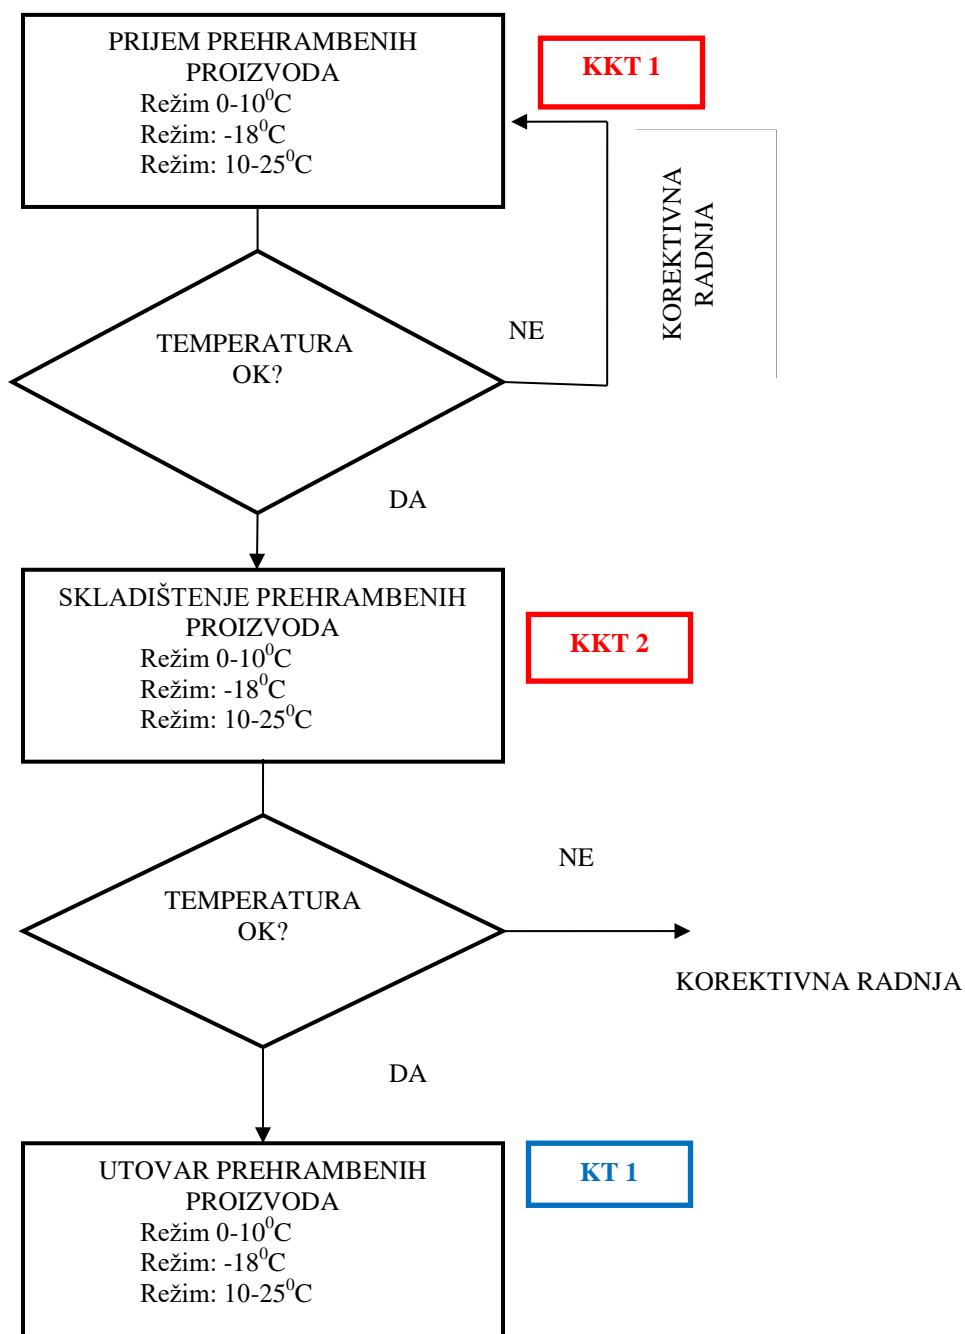 PRIJEM PREHRAMBENIH
PROIZVODA
Režim 0-10⁰C
Režim: -18⁰C
Režim: 10-25⁰C
KKT 1
KOREKTIVNA
RADNJA
TEMPERATURA
OK?
NE
DA
SKLADIŠTENJE PREHRAMBENIH
PROIZVODA
Režim 0-10⁰C
Režim: -18⁰C
Režim: 10-25⁰C
KKT 2
TEMPERATURA
OK?
NE
KOREKTIVNA RADNJA
DA
UTOVAR PREHRAMBENIH
PROIZVODA
Režim 0-10⁰C
Režim: -18⁰C
Režim: 10-25⁰C
KT 1